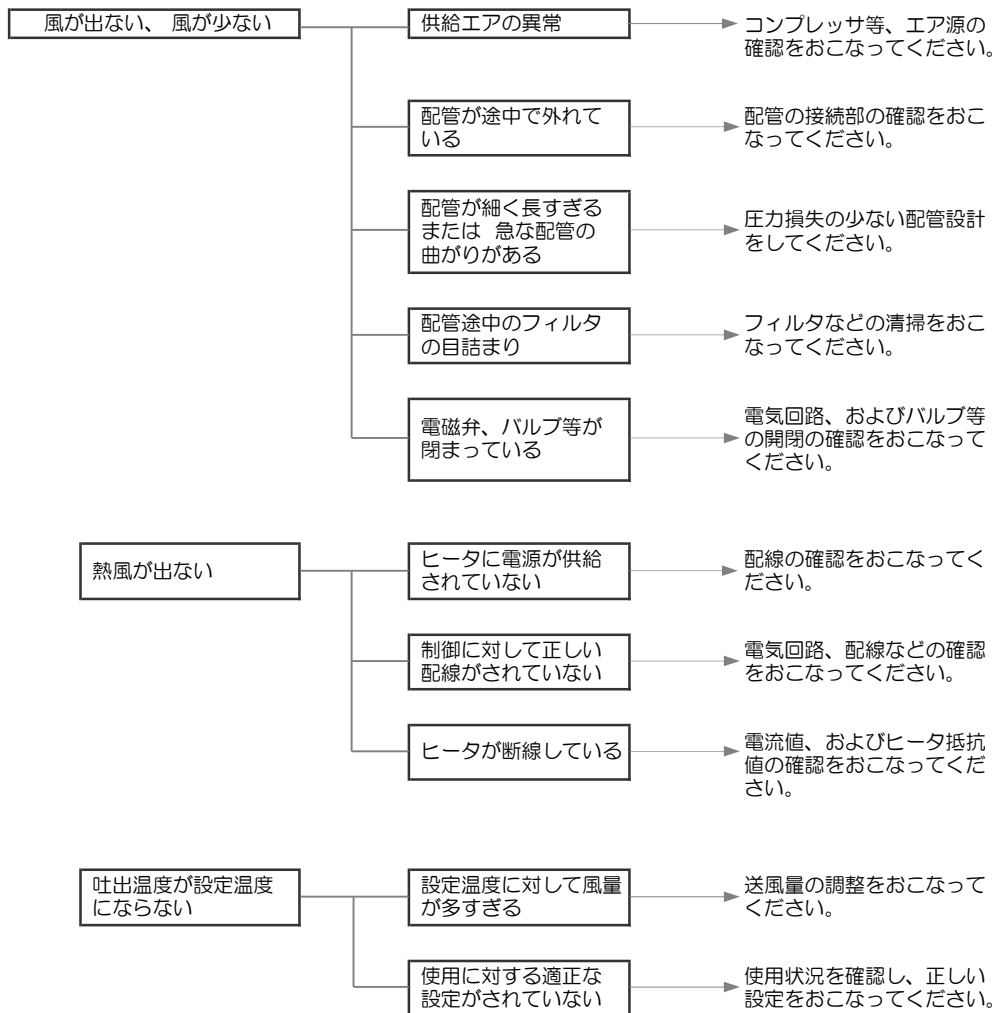 風が出ない、 風が少ない
供給エアの異常
コンプレッサ等、エア源の
確認をおこなってください。
配管が途中で外れて
いる
配管の接続部の確認をおこ
なってください。
配管が細く長すぎる
または 急な配管の
曲がりがある
圧力損失の少ない配管設計
をしてください。
配管途中のフィルタ
の目詰まり
フィルタなどの清掃をおこ
なってください。
電磁弁、バルブ等が
閉まっている
電気回路、およびバルブ等
の開閉の確認をおこなって
ください。
熱風が出ない
ヒータに電源が供給
されていない
配線の確認をおこなってく
ださい。
制御に対して正しい
配線がされていない
電気回路、配線などの確認
をおこなってください。
ヒータが断線している
電流値、およびヒータ抵抗
値の確認をおこなってくだ
さい。
吐出温度が設定温度
にならない
設定温度に対して風量
が多すぎる
送風量の調整をおこなって
ください。
使用に対する適正な
設定がされていない
使用状況を確認し、正しい
設定をおこなってください。